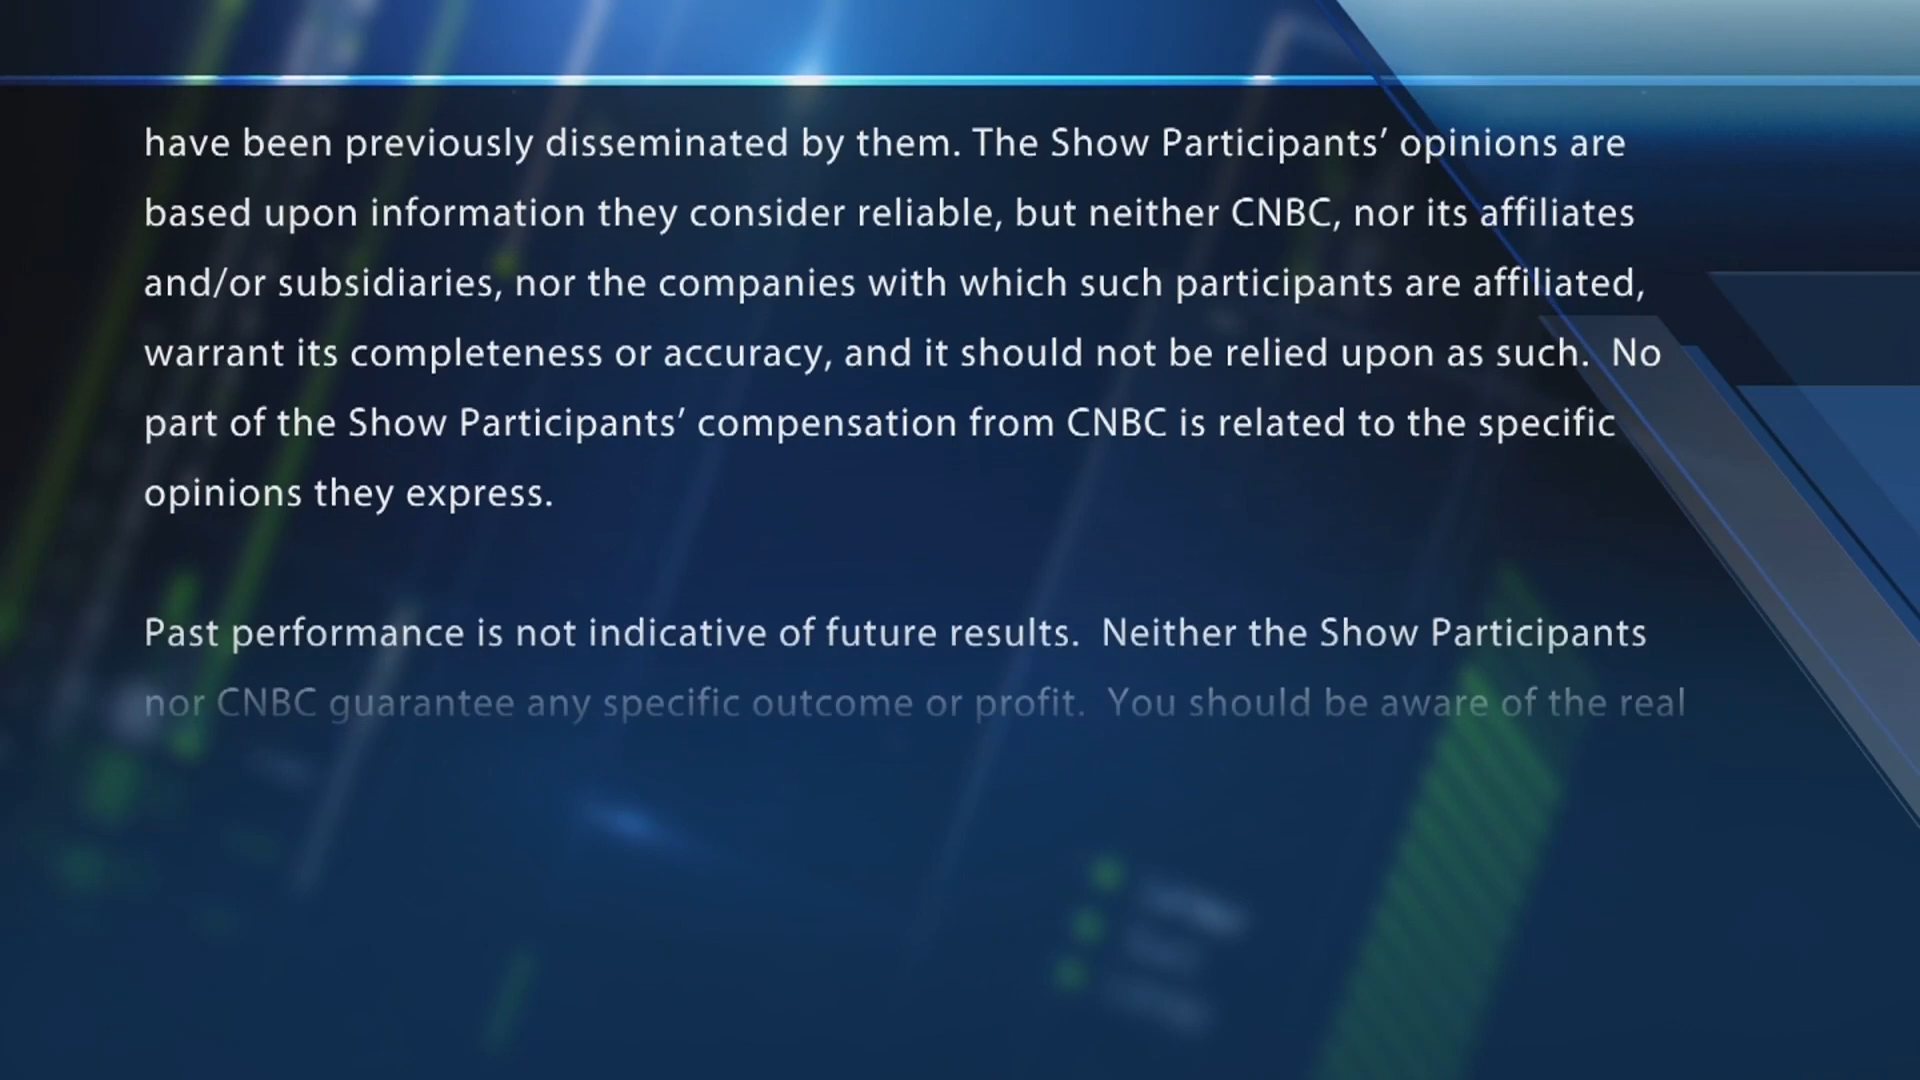 have been previously disseminated by them. The Show Participants’ opinions are
based upon information they consider reliable, but neither CNBC, nor its affiliates
and/or subsidiaries, nor the companies with which such participants are affiliated,
warrant its completeness or accuracy, and it should not be relied upon as such.  No
part of the Show Participants’ compensation from CNBC is related to the specific
opinions they express.
Past performance is not indicative of future results.  Neither the Show Participants
nor CNBC guarantee any specific outcome or profit.  You should be aware of the real